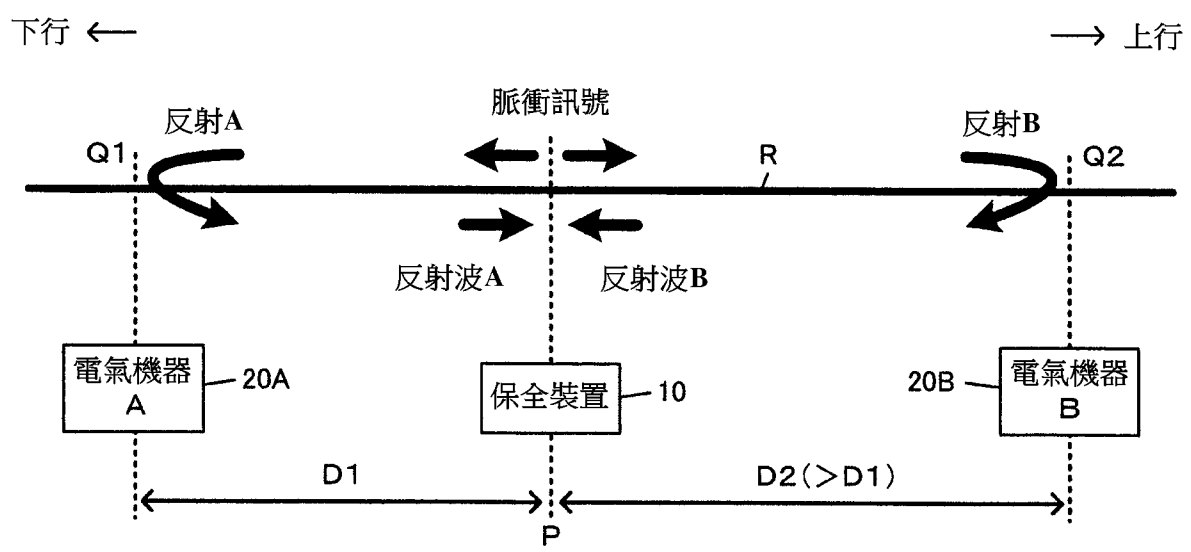 下行 ← → 上行
脈衝訊號
反射A 反射B
Q1 R Q2
反射波A 反射波B
電氣機器
A
20A
保全裝置
10
20B
電氣機器
B
D1 D2(>D1)
P